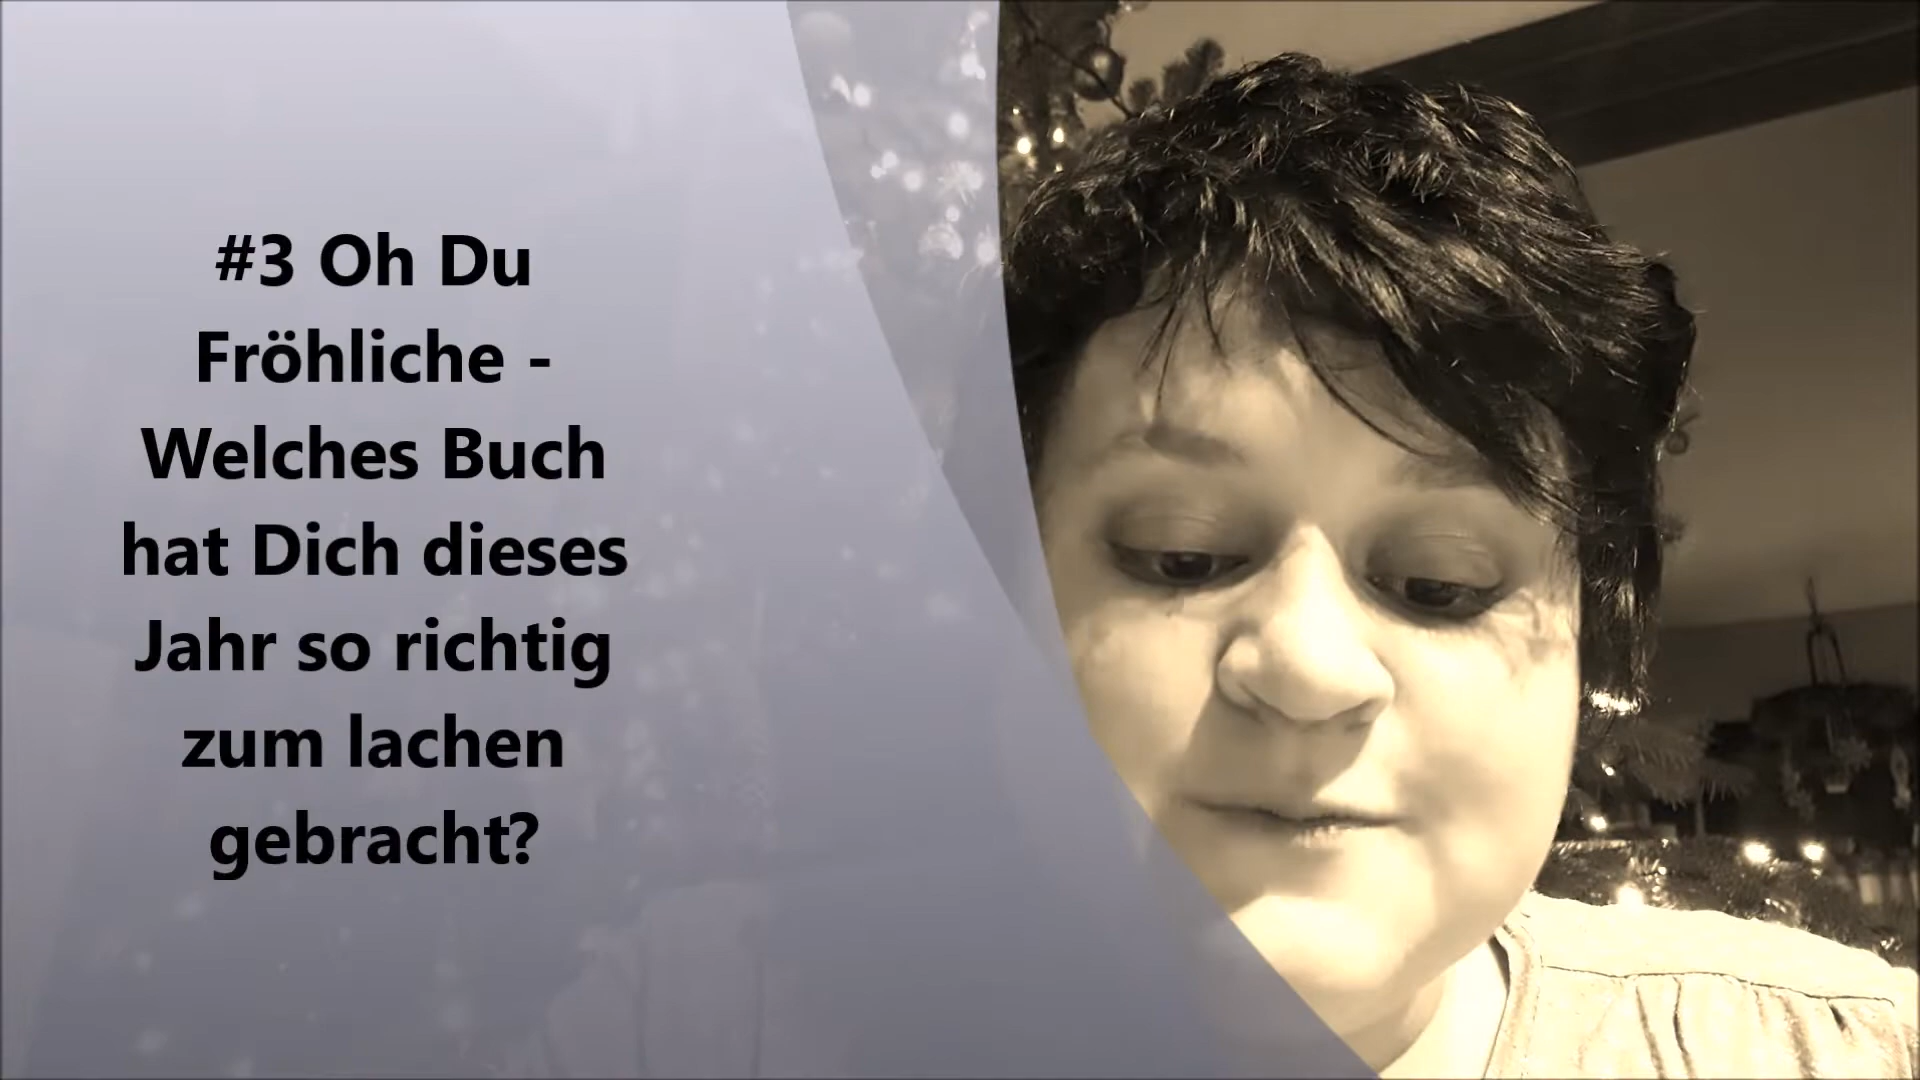 #3 Oh Du
Fröhliche -
Welches Buch
hat Dich dieses
Jahr so richtig
zum lachen
gebracht?